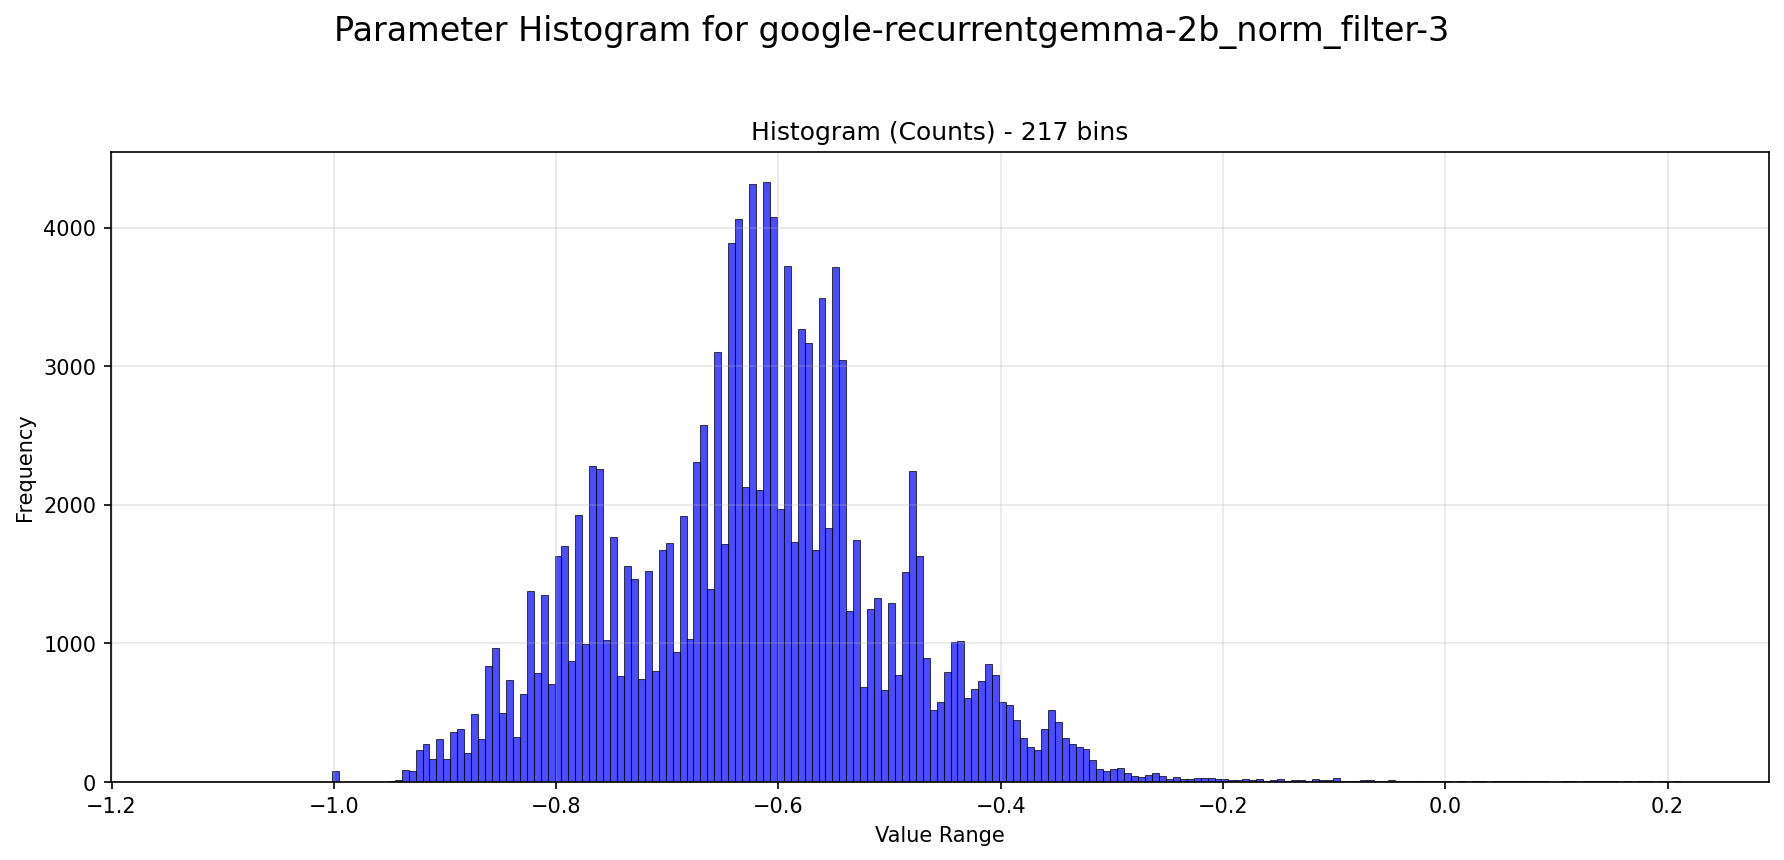 Parameter Histogram for google-recurrentgemma-2b_norm_filter-3
Histogram (Counts) - 217 bins
Frequency
4000
3000
2000
1000
0
−1.2 −1.0 −0.8 −0.6 −0.4 −0.2 0.0 0.2
Value Range